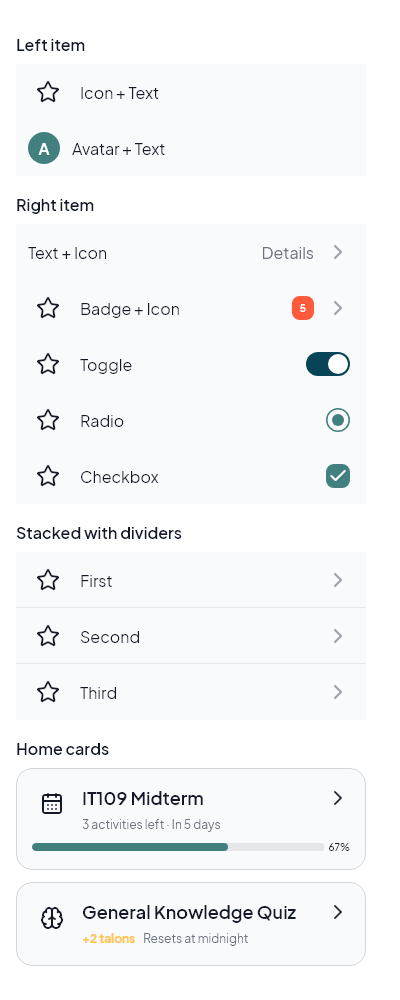 Left item
Icon + Text
A Avatar + Text
Right item
Text + Icon Details
Badge + Icon 5
Toggle
Radio
Checkbox
Stacked with dividers
First
Second
Third
Home cards
IT109 Midterm
3 activities left · In 5 days
67%
General Knowledge Quiz
+2 talons Resets at midnight